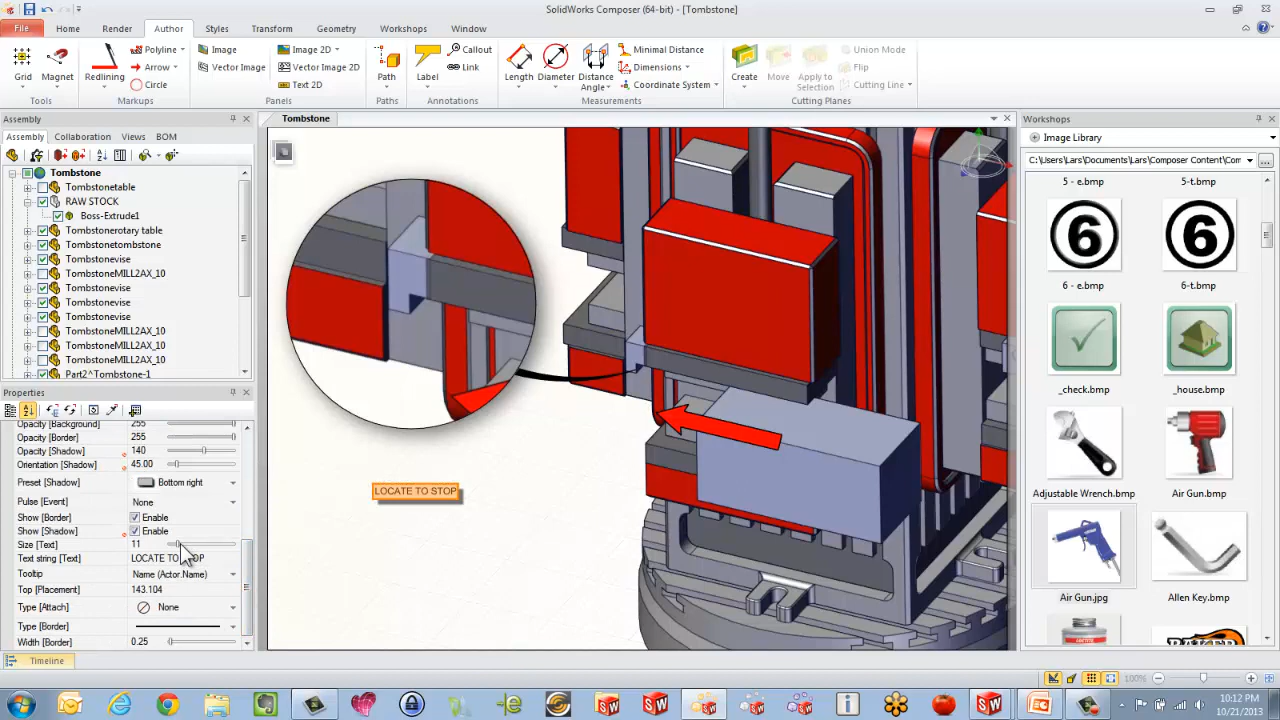 SolidWorks Composer (64-bit) - [Tombstone]
File Home Render Author Styles Transform Geometry Workshops Window
Grid Magnet Redlining Polyline Arrow Circle
Image Vector Image Image 2D Vector Image 2D Text 2D
Path Label Callout Link
Length Diameter Distance Angle Minimal Distance Dimensions Coordinate System
Create Move Apply to Selection Union Mode Flip Cutting Line
Tools Markups Panels Paths Annotations Measurements Cutting Planes
Assembly
Assembly Collaboration Views BOM
Tombstone
Tombstonetable
RAW STOCK
Boss-Extrude1
Tombstonerotary table
Tombstonetombstone
Tombstonevise
TombstoneMILL2AX_10
Tombstonevise
Tombstonevise
Tombstonevise
TombstoneMILL2AX_10
TombstoneMILL2AX_10
TombstoneMILL2AX_10
Part2^Tombstone-1
Properties
Opacity [Background] 255
Opacity [Border] 255
Opacity [Shadow] 140
Orientation [Shadow] 45.00
Preset [Shadow] Bottom right
Pulse [Event] None
Show [Border] Enable
Show [Shadow] Enable
Size [Text] 11
Text string [Text] LOCATE TO STOP
Tooltip Name (Actor.Name)
Top [Placement] 143.104
Type [Attach] None
Type [Border]
Width [Border] 0.25
Timeline
Tombstone
LOCATE TO STOP
Workshops
Image Library
C:\Users\Lars\Documents\Lars\Composer Content\Com
...
5 - e.bmp 5-t.bmp
6 6
6 - e.bmp 6-t.bmp
_check.bmp _house.bmp
Adjustable Wrench.bmp Air Gun.bmp
Air Gun.jpg Allen Key.bmp
100%
10:12 PM
10/21/2013